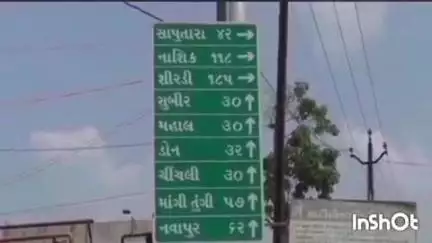 સાપુતારા ૪૨ →
નાશિક ૧૧૮ →
શીરડી ૧૮૫ →
સુબીર ૩૦ ↑
મહાલ ૩૦ ↑
ડોન ૩૨ ↑
ચીંચલી ૩૦ ↑
માંગી તુંગી ૫૭ ↑
નવાપુર ૬૨ ↑
InShOt